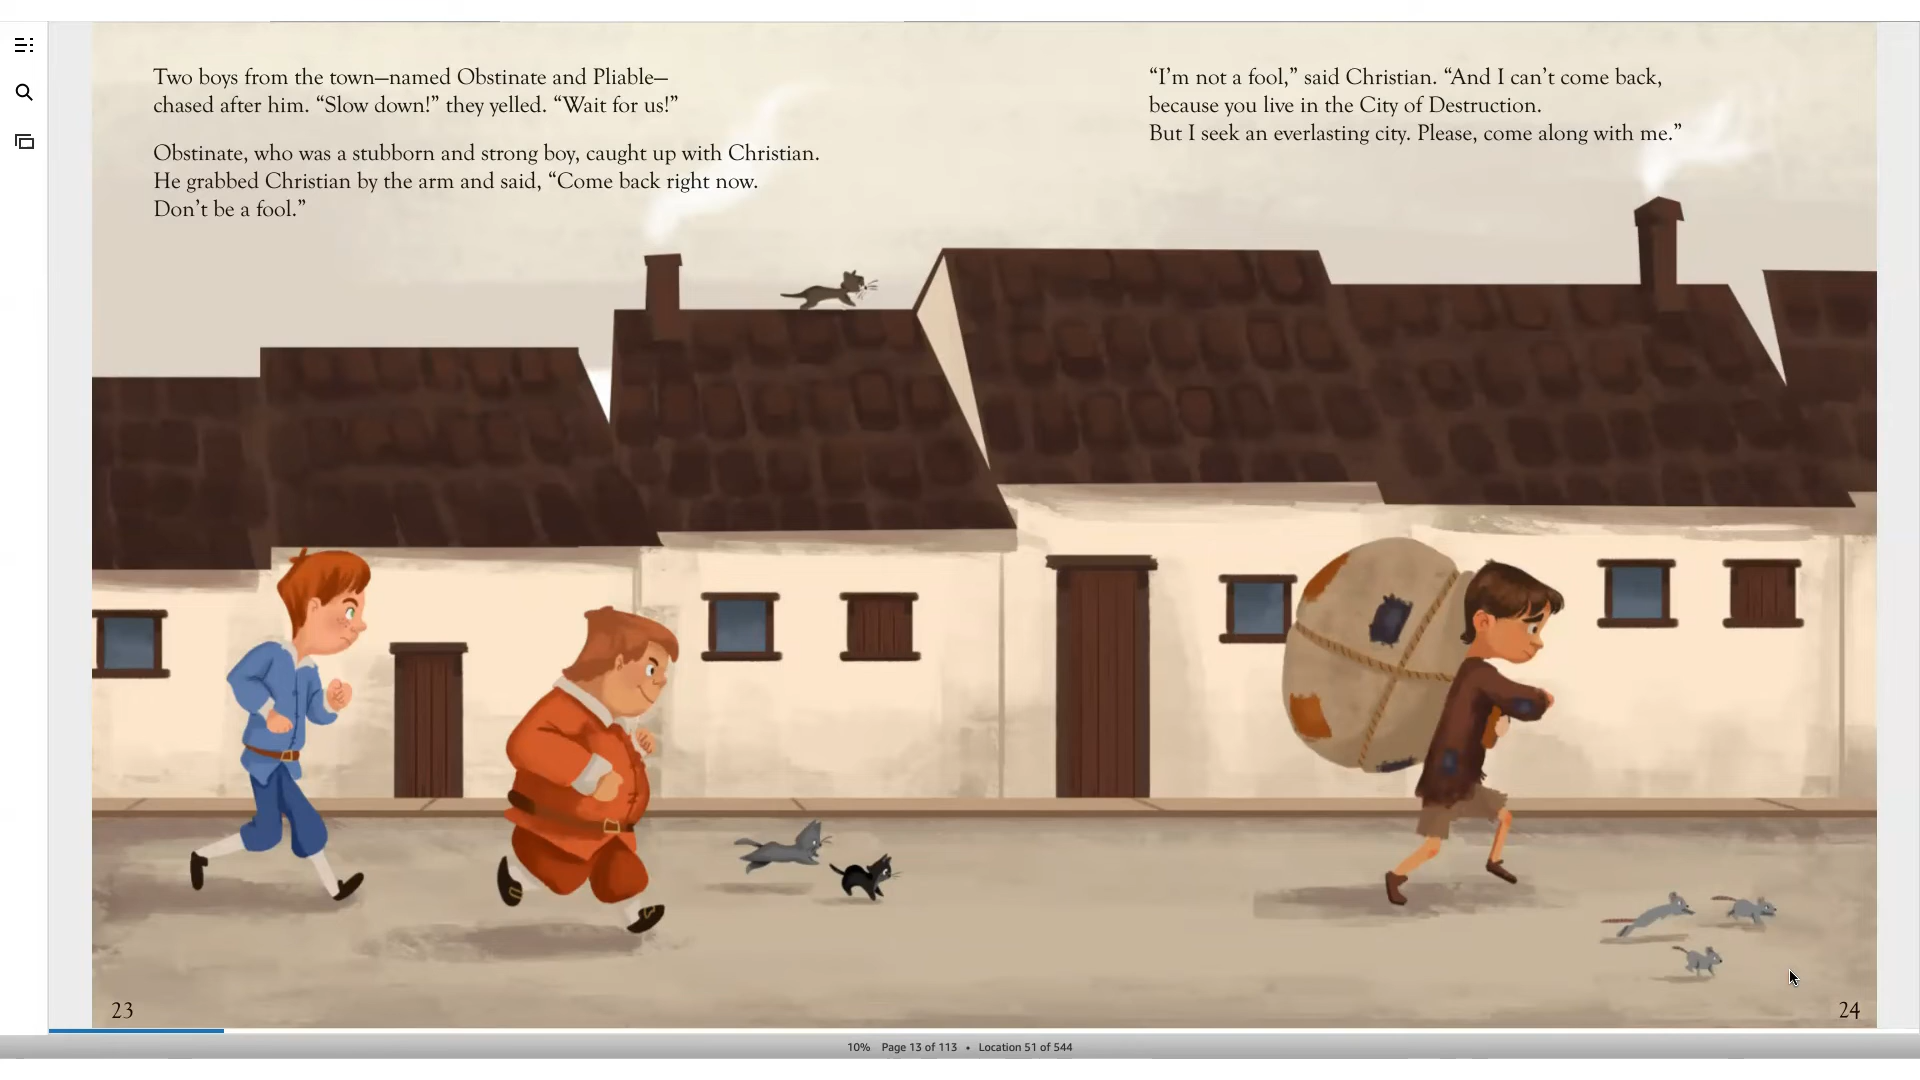 Two boys from the town—named Obstinate and Pliable—
chased after him. “Slow down!” they yelled. “Wait for us!”
Obstinate, who was a stubborn and strong boy, caught up with Christian.
He grabbed Christian by the arm and said, “Come back right now.
Don’t be a fool.”
“I’m not a fool,” said Christian. “And I can’t come back,
because you live in the City of Destruction.
But I seek an everlasting city. Please, come along with me.”
23
24
10% Page 13 of 113 • Location 51 of 544